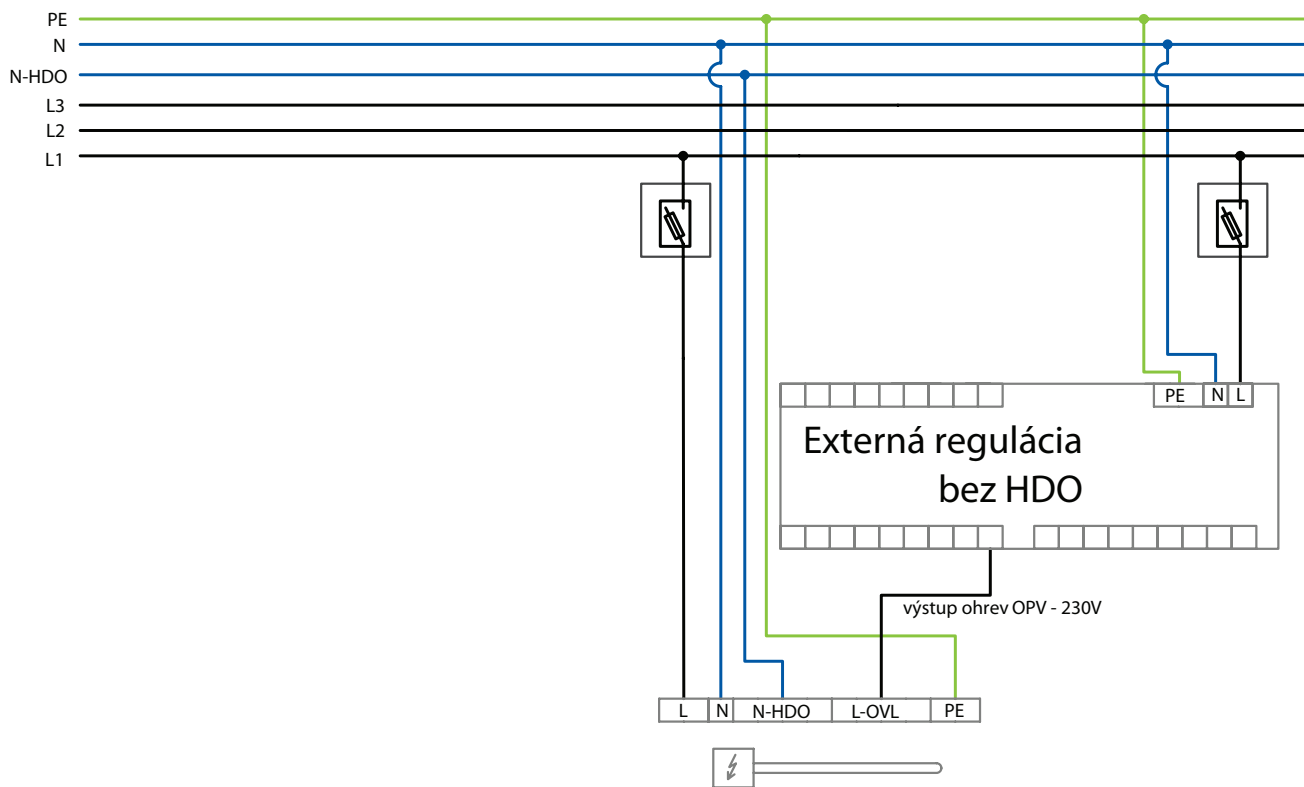 PE
N
N-HDO
L3
L2
L1
PE N L
Externá regulácia
bez HDO
výstup ohrev OPV - 230V
L N N-HDO L-OVL PE